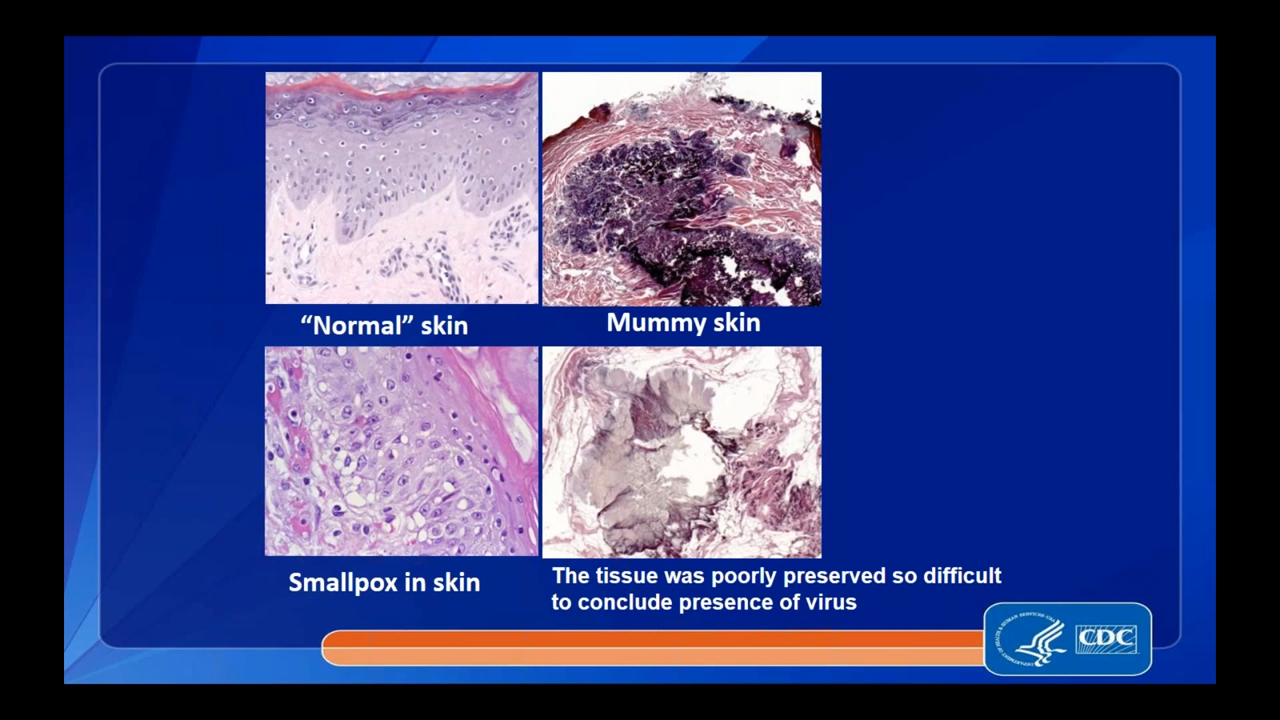 “Normal” skin
Mummy skin
Smallpox in skin
The tissue was poorly preserved so difficult
to conclude presence of virus
CDC